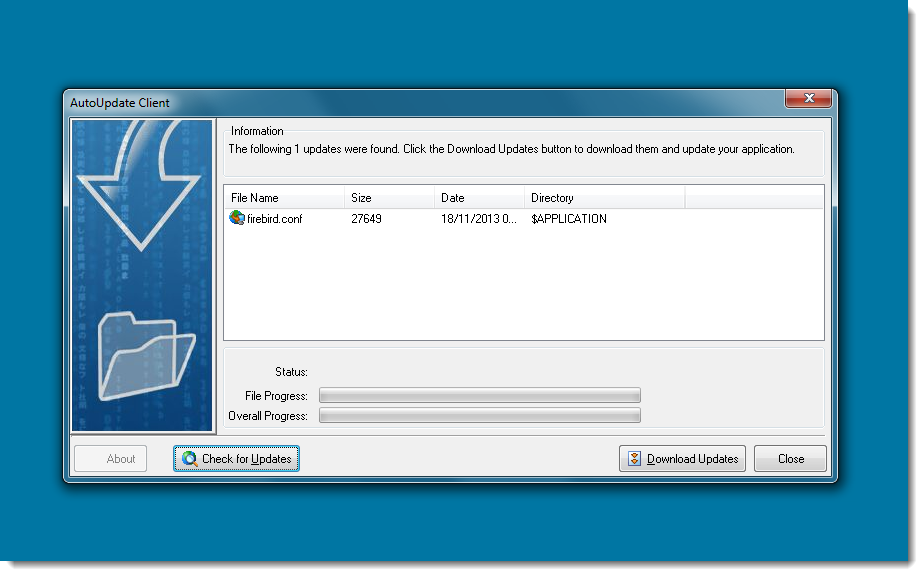 AutoUpdate Client
Information
The following 1 updates were found. Click the Download Updates button to download them and update your application.
File Name Size Date Directory
firebird.conf 27649 18/11/2013 0... $APPLICATION
Status:
File Progress:
Overall Progress:
About Check for Updates Download Updates Close